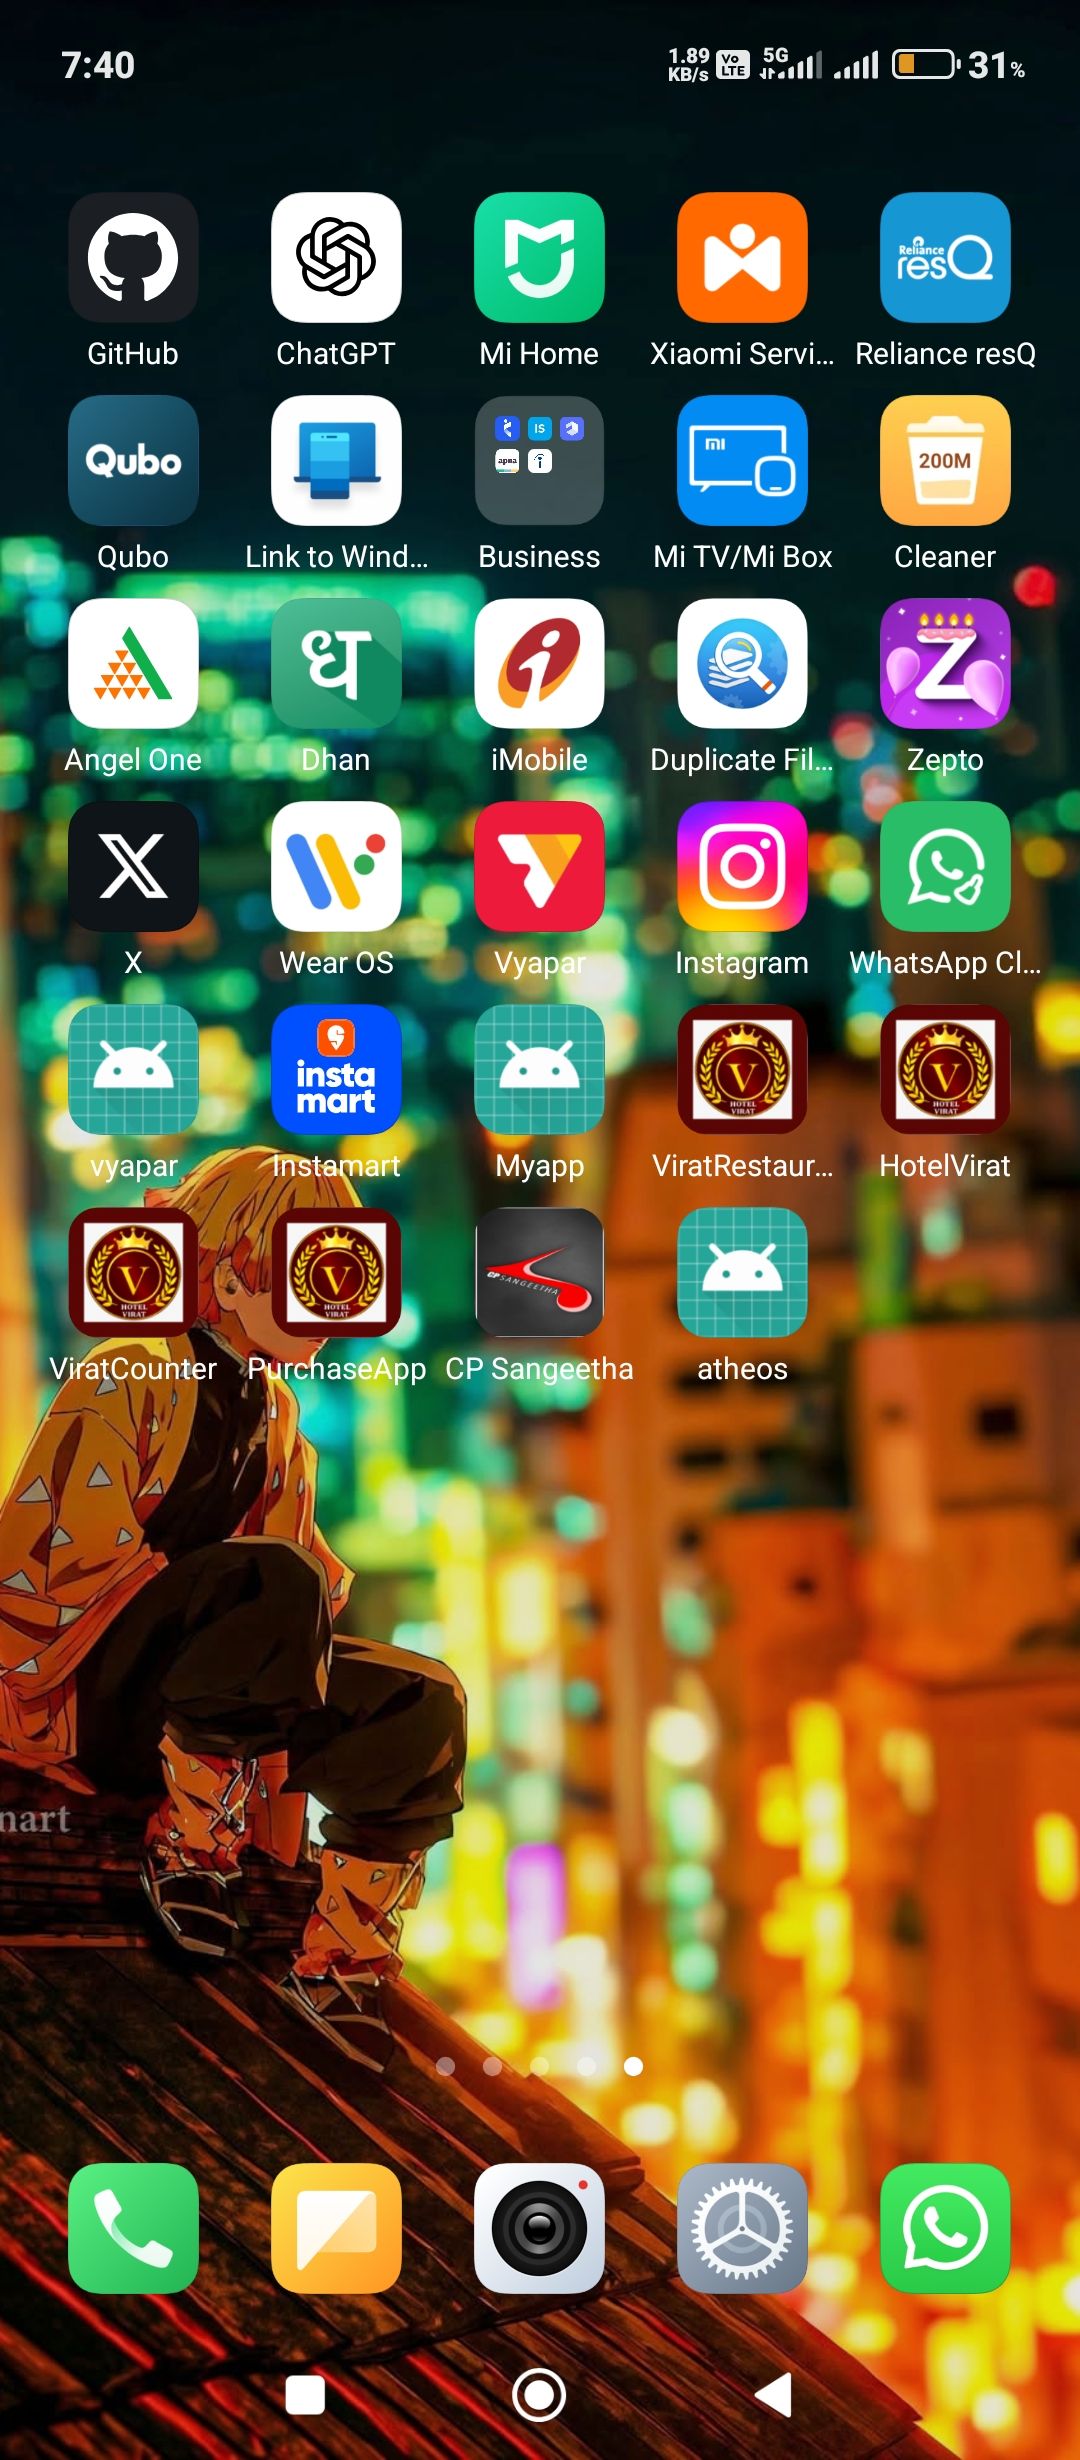 7:40
1.89
KB/s
Vo
LTE
5G
31%
Reliance
resQ
GitHub
ChatGPT
Mi Home
Xiaomi Servi...
Reliance resQ
Qubo
IS
apna
mi
200M
Qubo
Link to Wind...
Business
Mi TV/Mi Box
Cleaner
ध
i
Z
Angel One
Dhan
iMobile
Duplicate Fil...
Zepto
X
Wear OS
Vyapar
Instagram
WhatsApp Cl...
insta
mart
V
HOTEL
VIRAT
V
HOTEL
VIRAT
vyapar
Instamart
Myapp
ViratRestaur...
HotelVirat
V
HOTEL
VIRAT
V
HOTEL
VIRAT
CP SANGEETHA
ViratCounter
PurchaseApp
CP Sangeetha
atheos
nart